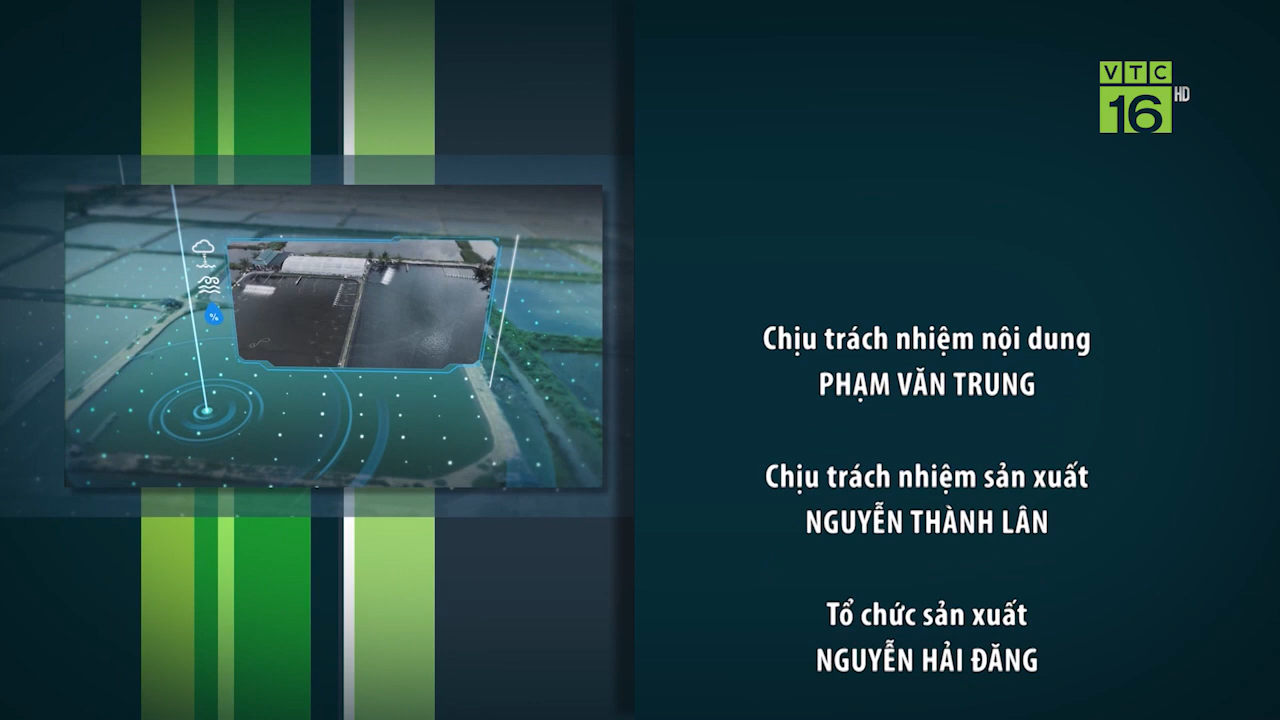 VTC
16 HD
%
Chịu trách nhiệm nội dung
PHẠM VĂN TRUNG
Chịu trách nhiệm sản xuất
NGUYỄN THÀNH LÂN
Tổ chức sản xuất
NGUYỄN HẢI ĐĂNG